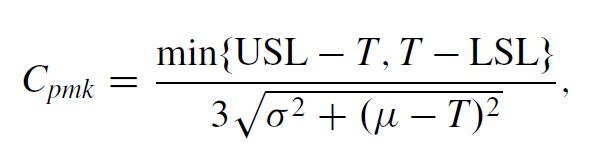 C_{pmk} = \frac{\min\{USL - T, T - LSL\}}{3\sqrt{\sigma^2 + (\mu - T)^2}},